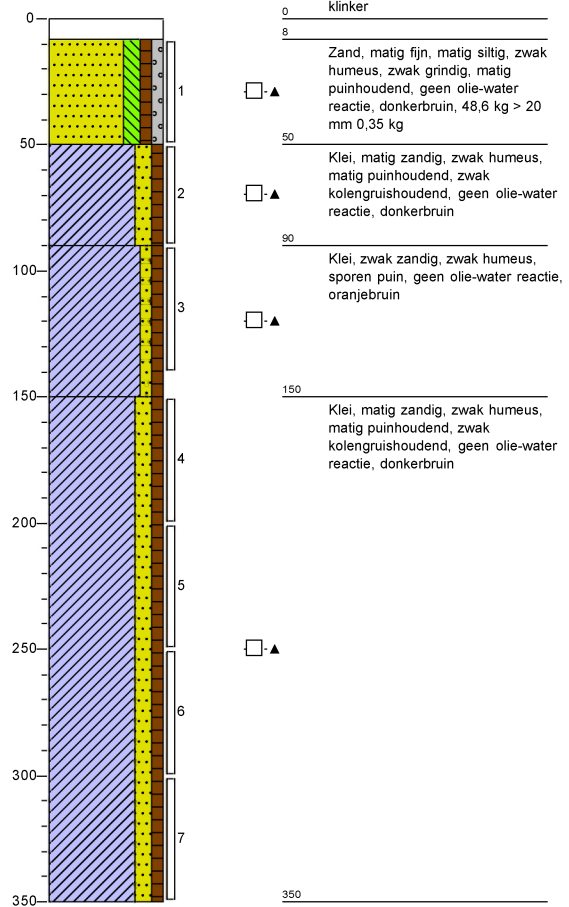 0
klinker
0
8
Zand, matig fijn, matig siltig, zwak
humeus, zwak grindig, matig
puinhoudend, geen olie-water
reactie, donkerbruin, 48,6 kg > 20
mm 0,35 kg
1
50
50
Klei, matig zandig, zwak humeus,
matig puinhoudend, zwak
kolengruishoudend, geen olie-water
reactie, donkerbruin
2
90
Klei, zwak zandig, zwak humeus,
sporen puin, geen olie-water reactie,
oranjebruin
100
3
150
150
Klei, matig zandig, zwak humeus,
matig puinhoudend, zwak
kolengruishoudend, geen olie-water
reactie, donkerbruin
4
200
5
250
6
300
7
350
350